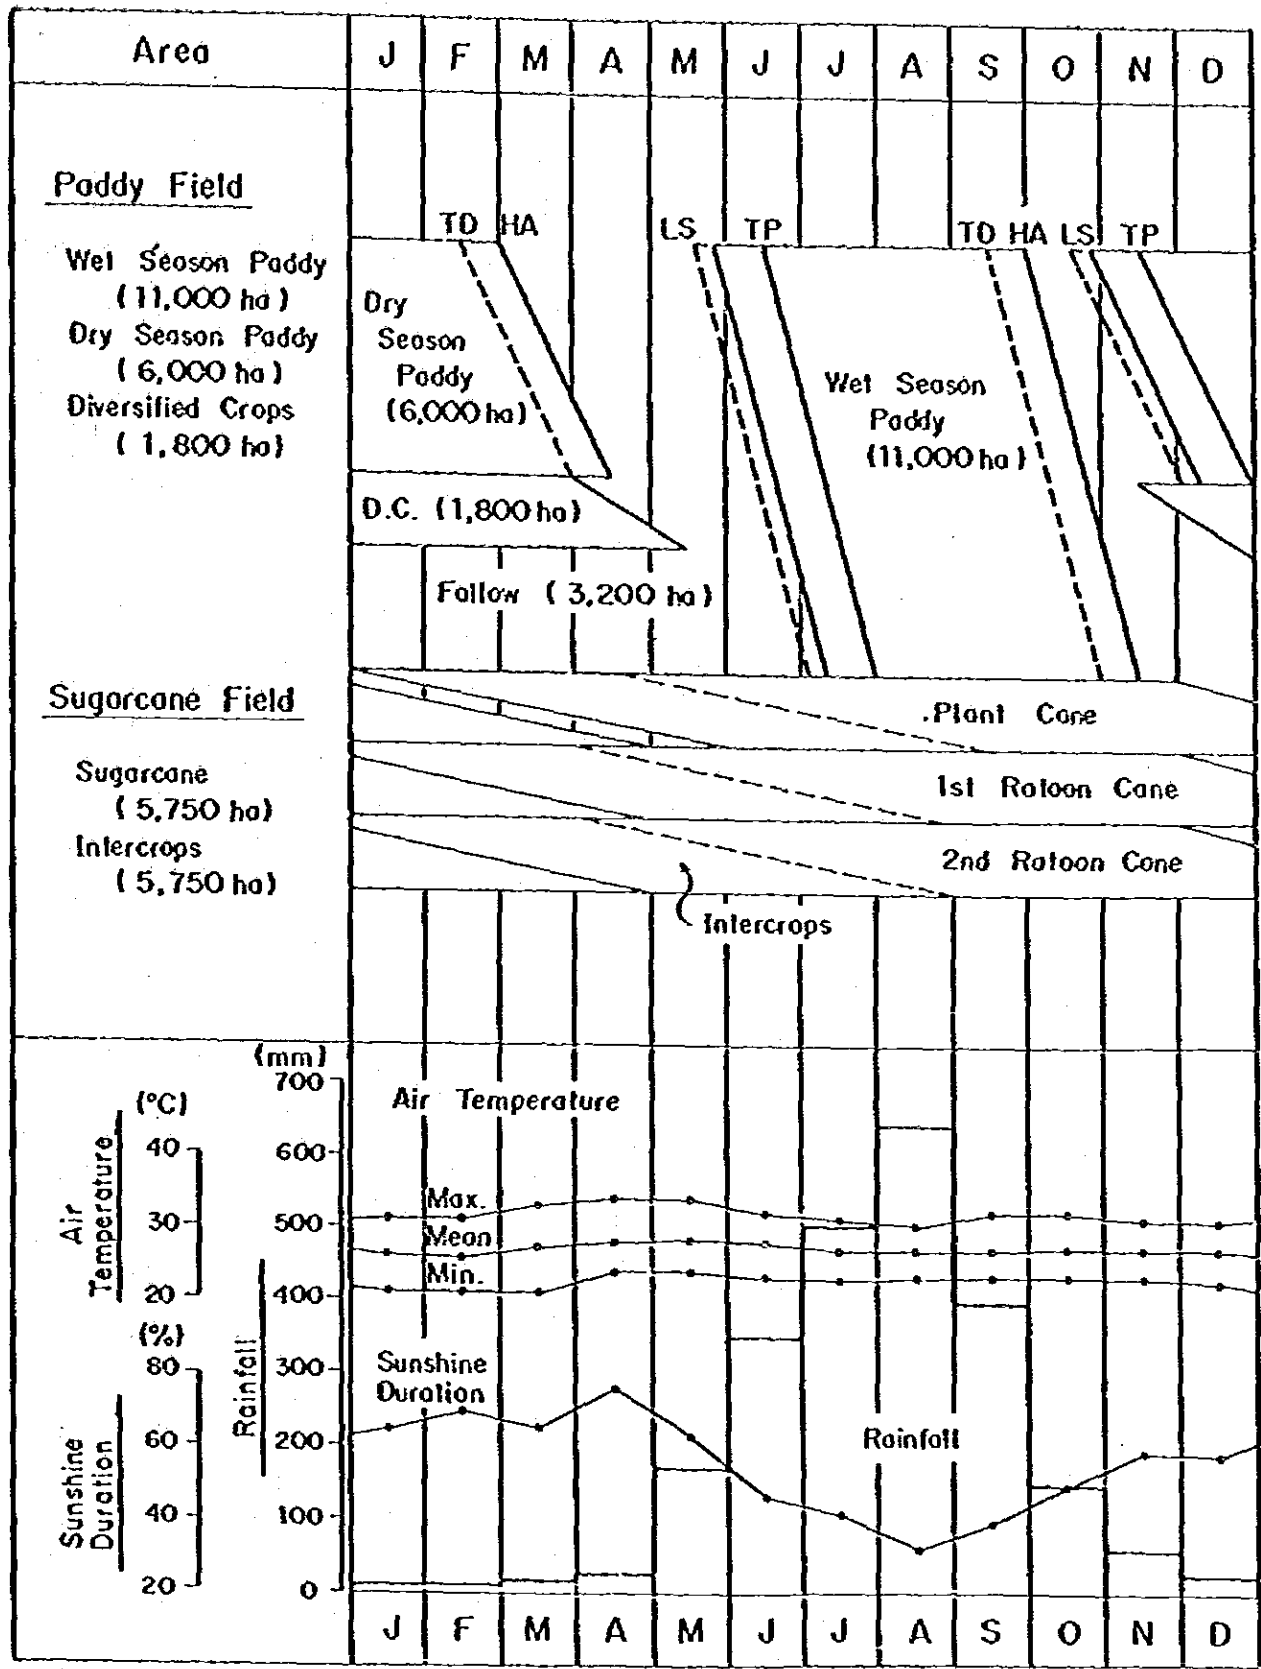 Area J F M A M J J A S O N D
Paddy Field
TD HA LS TP TD HA LS TP
Wet Season Paddy
(11,000 ha)
Dry Season Paddy
(6,000 ha)
Diversified Crops
(1,800 ha)
Dry
Season
Paddy
(6,000 ha)
Wet Season
Paddy
(11,000 ha)
D.C. (1,800 ha)
Fallow (3,200 ha)
Sugarcane Field
Plant Cane
Sugarcane
(5,750 ha)
1st Ratoon Cane
Intercrops
(5,750 ha)
2nd Ratoon Cane
Intercrops
(mm)
700
600
500
400
300
200
100
0
Rainfall
(°C)
40
30
20
Air
Temperature
(%)
80
60
40
20
Sunshine
Duration
Air Temperature
Max.
Mean
Min.
Sunshine
Duration
Rainfall
J F M A M J J A S O N D